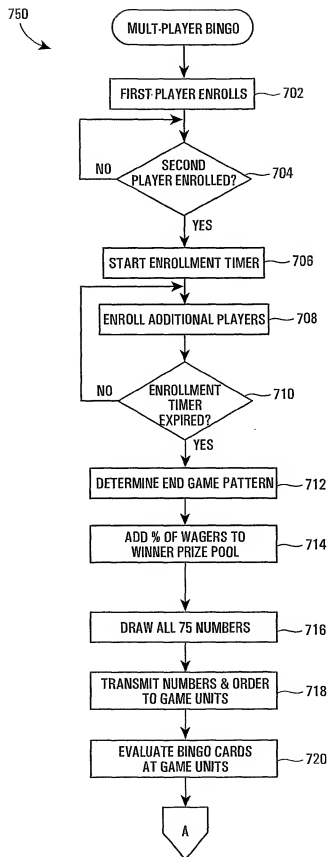 750
MULT-PLAYER BINGO
FIRST-PLAYER ENROLLS
702
SECOND
PLAYER ENROLLED?
704
NO
YES
START ENROLLMENT TIMER
706
ENROLL AODITIONAL PLAYERS
708
ENROLLMENT
TIMER
EXPIRED?
710
NO
YES
DETERMINE END GAME PATTERN
712
ADD % OF WAGERS TO
WINNER PRIZE POOL
714
DRAW ALL 75 NUMBERS
716
TRANSMIT NUMBERS & ORDER
TO GAME UNITS
718
EVALUATE BINGO CARDS
AT GAME UNITS
720
A